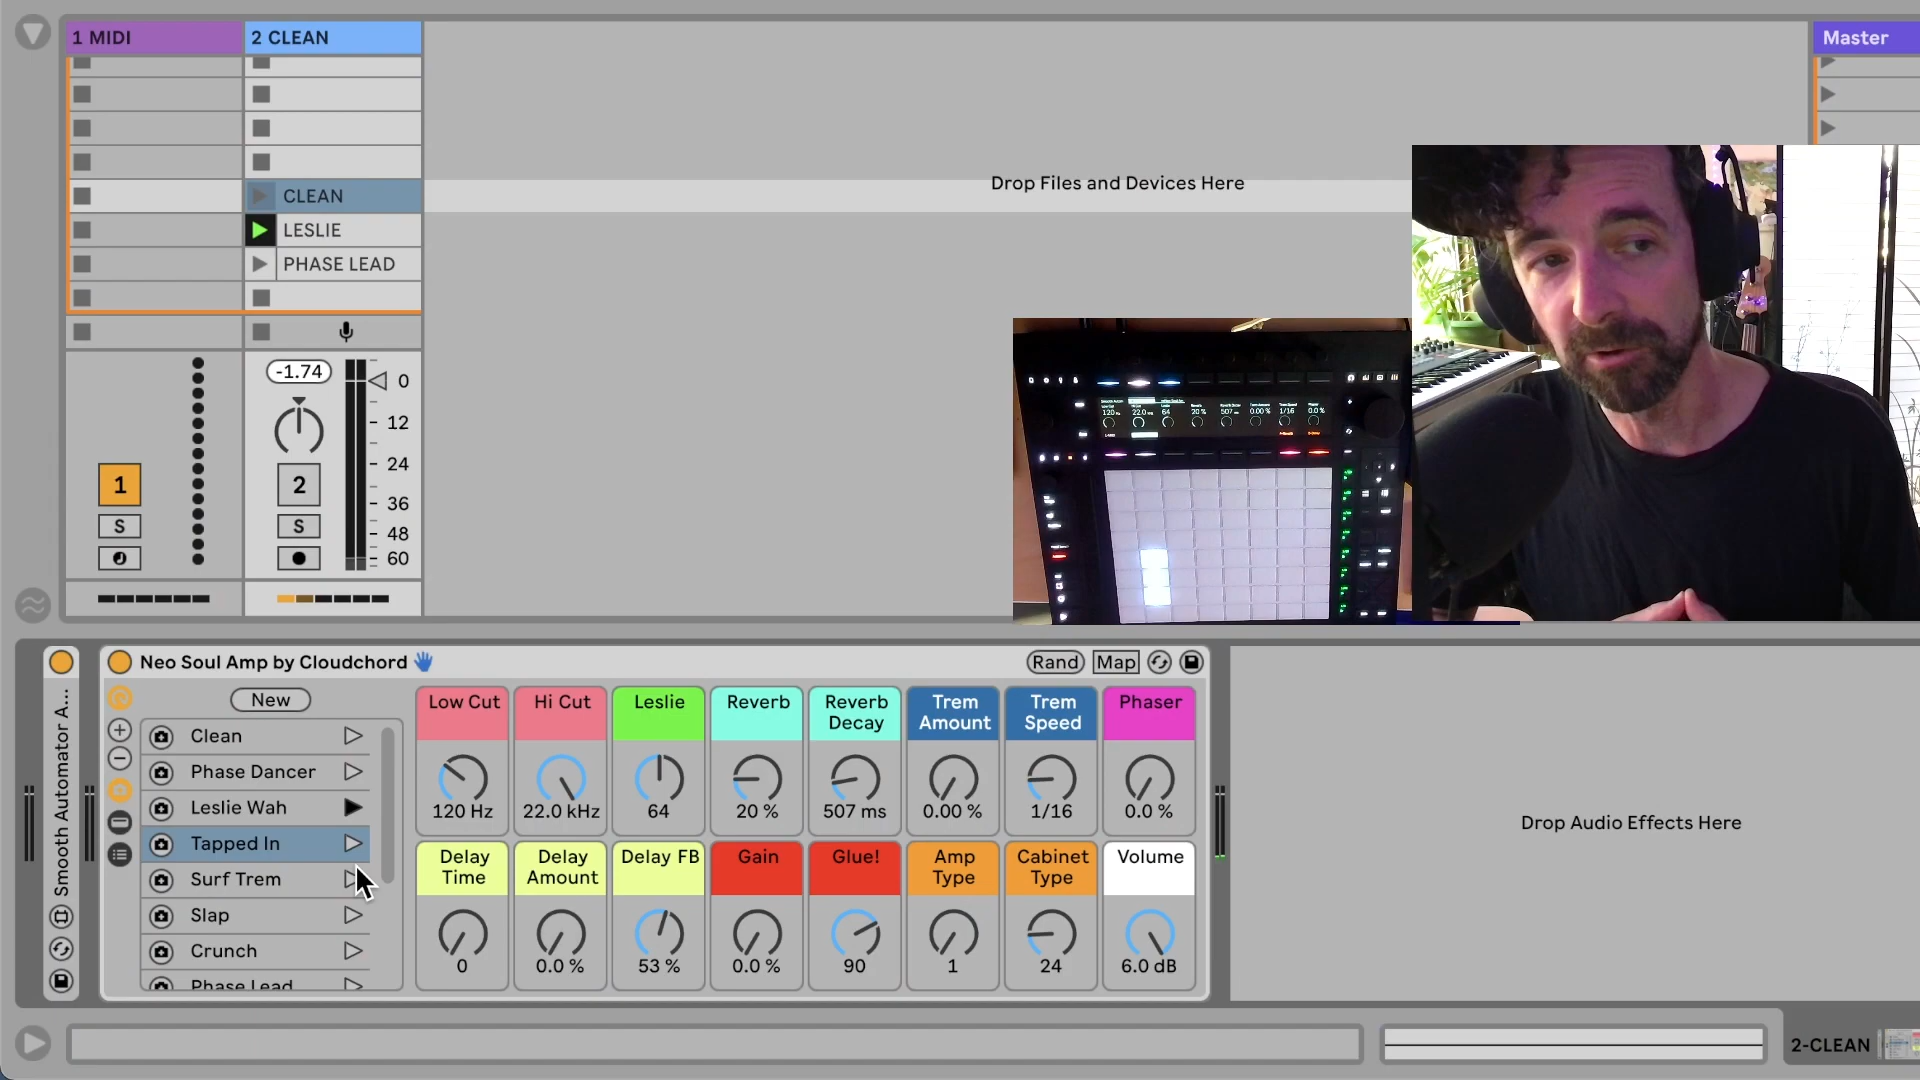 1 MIDI
2 CLEAN
Master
Drop Files and Devices Here
CLEAN
LESLIE
PHASE LEAD
-1.74
0
12
24
36
48
60
1
2
S
S
Neo Soul Amp by Cloudchord
Rand
Map
Smooth Automator A...
New
Clean
Phase Dancer
Leslie Wah
Tapped In
Surf Trem
Slap
Crunch
Phase Lead
Low Cut
Hi Cut
Leslie
Reverb
Reverb
Decay
Trem
Amount
Trem
Speed
Phaser
120 Hz
22.0 kHz
64
20 %
507 ms
0.00 %
1/16
0.0 %
Delay
Time
Delay
Amount
Delay FB
Gain
Glue!
Amp
Type
Cabinet
Type
Volume
0
0.0 %
53 %
0.0 %
90
1
24
6.0 dB
Drop Audio Effects Here
2-CLEAN